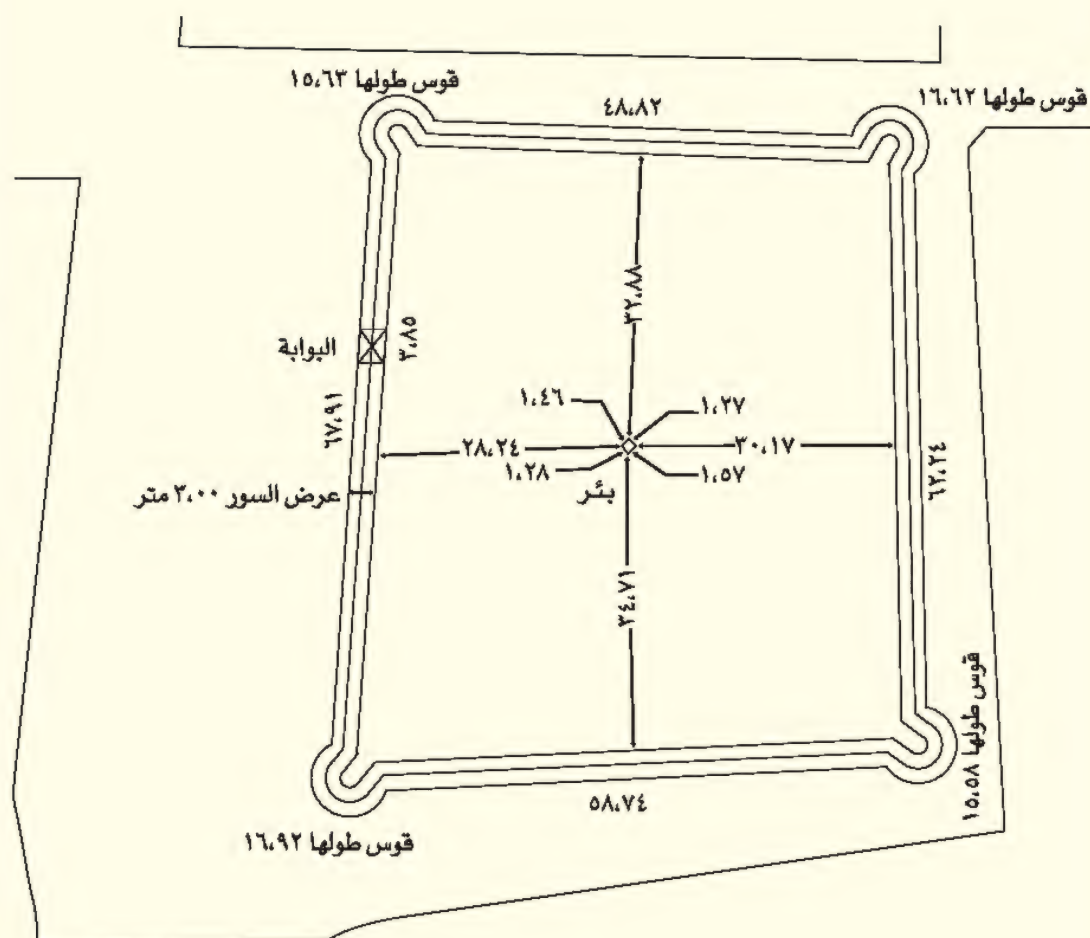 قوس طولها ١٥،٦٣
٤٨،٨٢
قوس طولها ١٦،٦٢
٣٢،٨٨
البوابة
٣،٨٥
١،٤٦
١،٢٧
٦٧،٩١
٢٨،٢٤
٣٠،١٧
١،٢٨
١،٥٧
بئر
عرض السور ٣،٠٠ متر
٦٢،٢٤
٣٤،٧١
قوس طولها ١٥،٥٨
٥٨،٧٤
قوس طولها ١٦،٩٢